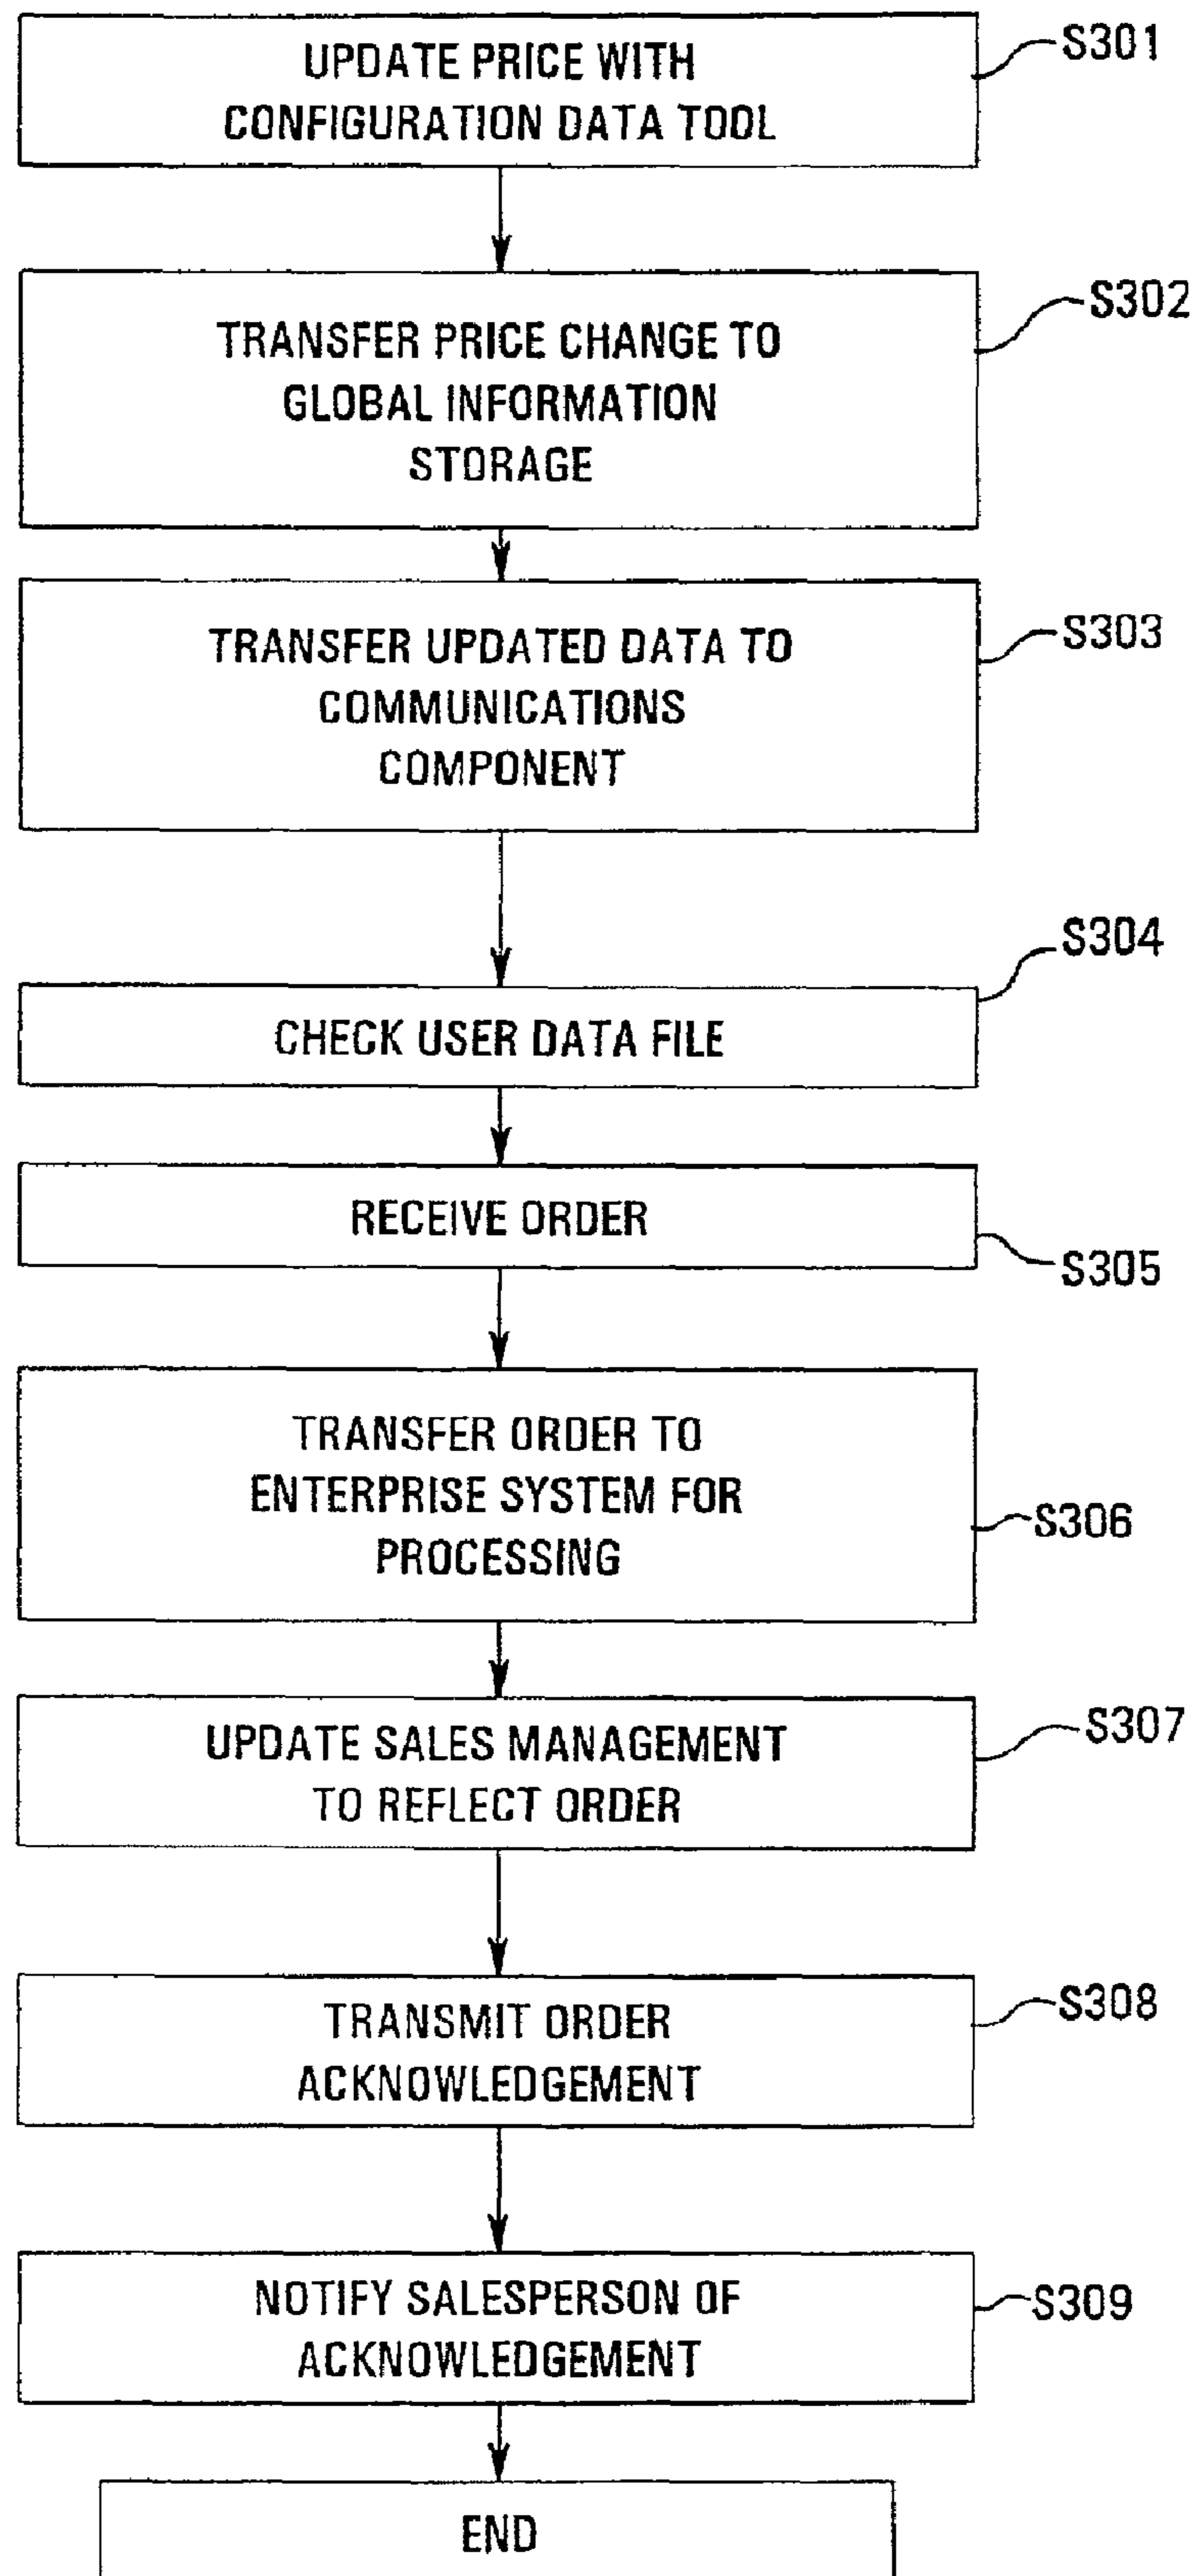 UPDATE PRICE WITH
CONFIGURATION DATA TOOL
S301
TRANSFER PRICE CHANGE TO
GLOBAL INFORMATION
STORAGE
S302
TRANSFER UPDATED DATA TO
COMMUNICATIONS
COMPONENT
S303
S304
CHECK USER DATA FILE
RECEIVE ORDER
S305
TRANSFER ORDER TO
ENTERPRISE SYSTEM FOR
PROCESSING
S306
UPDATE SALES MANAGEMENT
TO REFLECT ORDER
S307
TRANSMIT ORDER
ACKNOWLEDGEMENT
S308
NOTIFY SALESPERSON OF
ACKNOWLEDGEMENT
S309
END